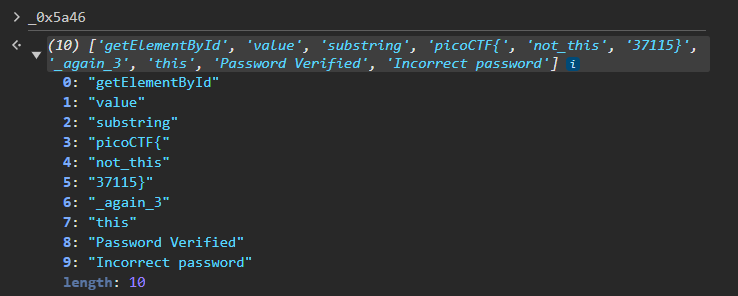 > _0x5a46
(10) ['getElementById', 'value', 'substring', 'picoCTF{', 'not_this', '37115}',
'_again_3', 'this', 'Password Verified', 'Incorrect password'] i
0: "getElementById"
1: "value"
2: "substring"
3: "picoCTF{"
4: "not_this"
5: "37115}"
6: "_again_3"
7: "this"
8: "Password Verified"
9: "Incorrect password"
length: 10